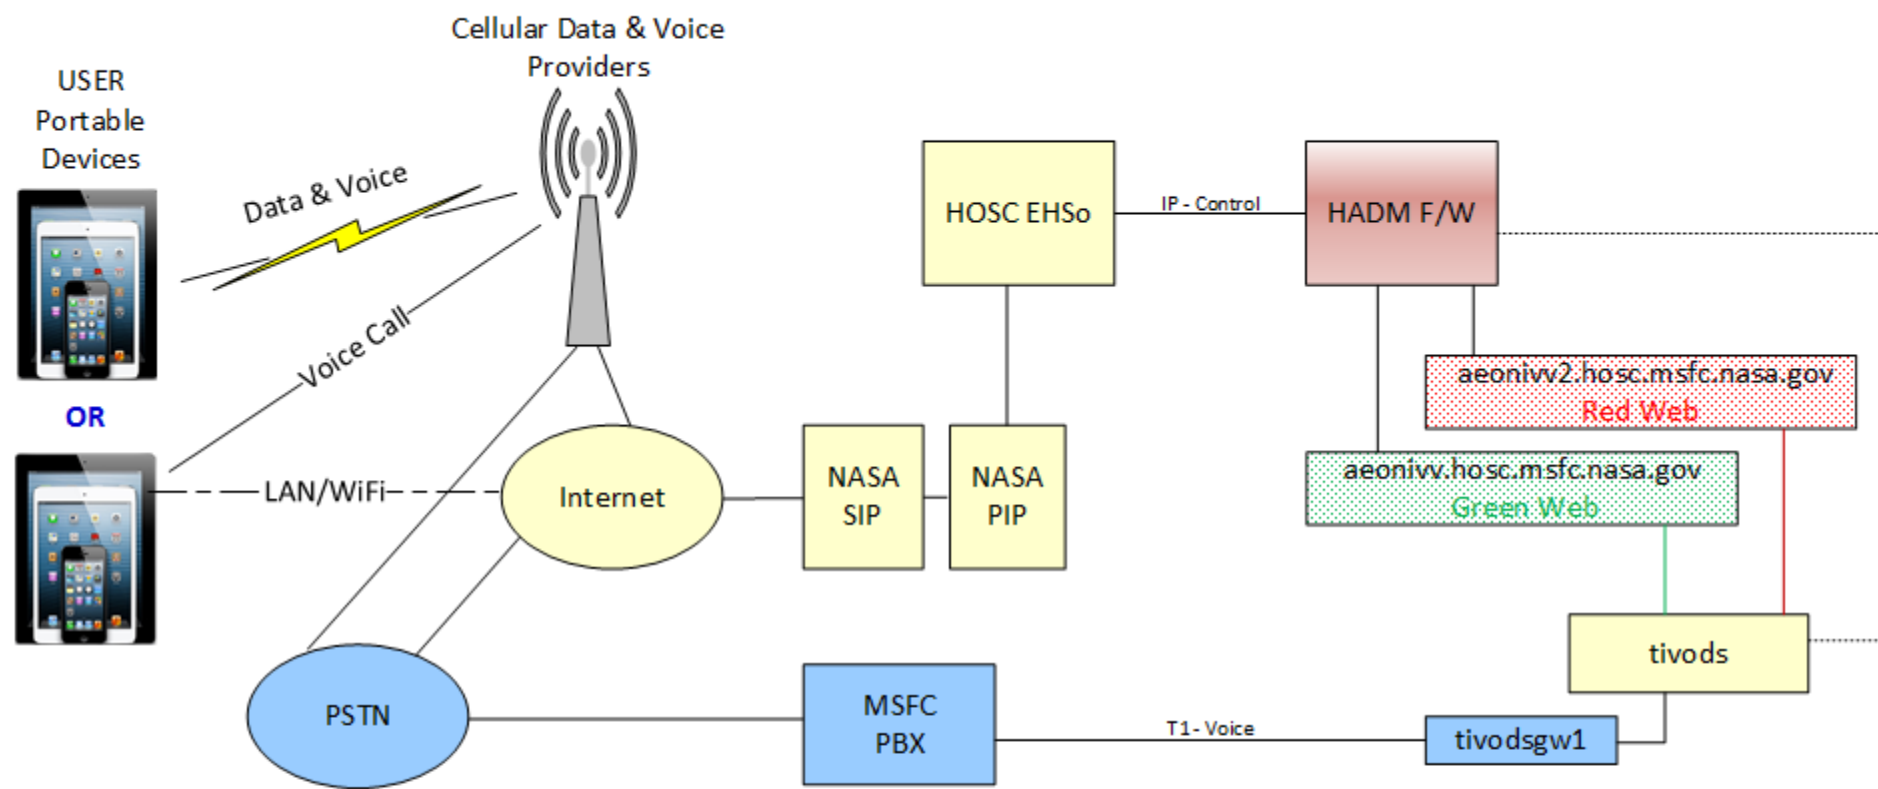 Cellular Data & Voice
Providers
USER
Portable
Devices
Data & Voice
HOSC EHSo
IP - Control
HADM F/W
Voice Call
aeonivv2.hosc.msfc.nasa.gov
Red Web
OR
aeonivv.hosc.msfc.nasa.gov
Green Web
LAN/WiFi
Internet
NASA
SIP
NASA
PIP
tivods
PSTN
MSFC
PBX
T1- Voice
tivodsgw1